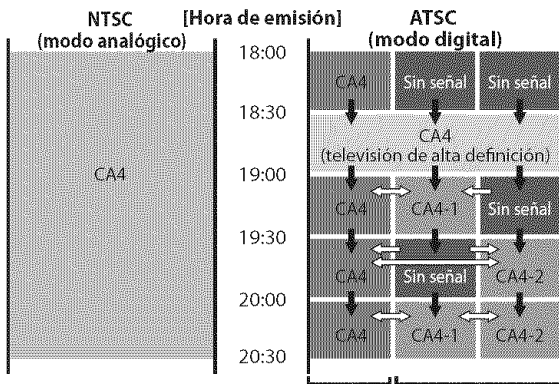 NTSC
(modo analógico)
[Hora de emisión]
ATSC
(modo digital)
18:00
CA4
Sin señal
Sin señal
18:30
CA4
(televisión de alta definición)
CA4
19:00
CA4
CA4-1
Sin señal
19:30
CA4
Sin señal
CA4-2
20:00
CA4
CA4-1
CA4-2
20:30